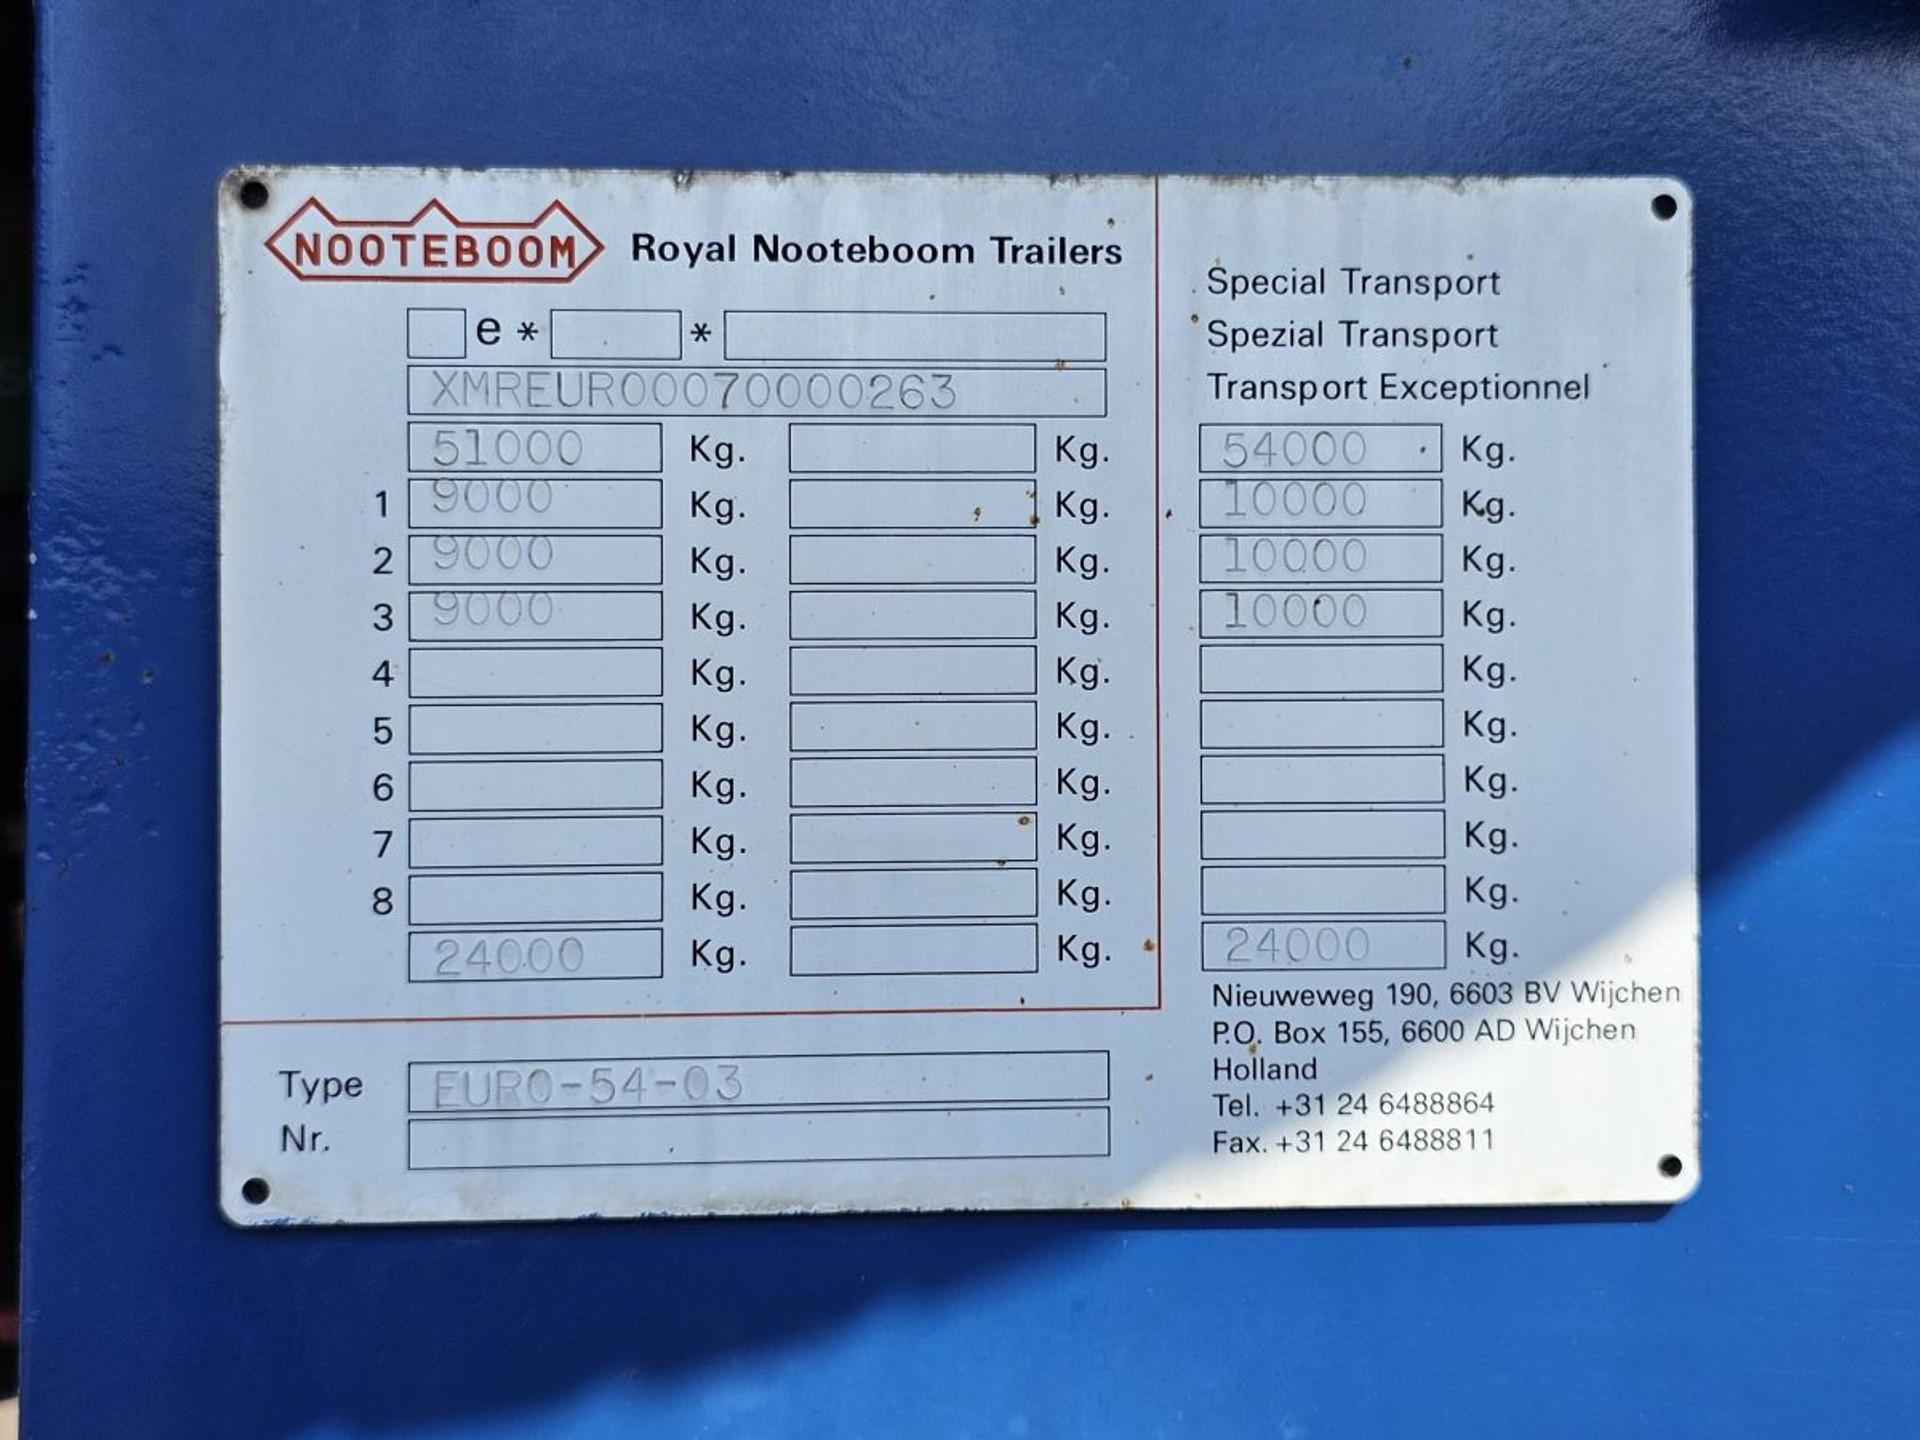 NOOTEBOOM Royal Nooteboom Trailers
e * *
XMREUR00070000263
51000 Kg. Kg.
1 9000 Kg. Kg.
2 9000 Kg. Kg.
3 9000 Kg. Kg.
4 Kg. Kg.
5 Kg. Kg.
6 Kg. Kg.
7 Kg. Kg.
8 Kg. Kg.
24000 Kg. Kg.
Type EURO-54-03
Nr.
Special Transport
Spezial Transport
Transport Exceptionnel
54000 Kg.
10000 Kg.
10000 Kg.
10000 Kg.
Kg.
Kg.
Kg.
Kg.
Kg.
24000 Kg.
Nieuweweg 190, 6603 BV Wijchen
P.O. Box 155, 6600 AD Wijchen
Holland
Tel. +31 24 6488864
Fax. +31 24 6488811